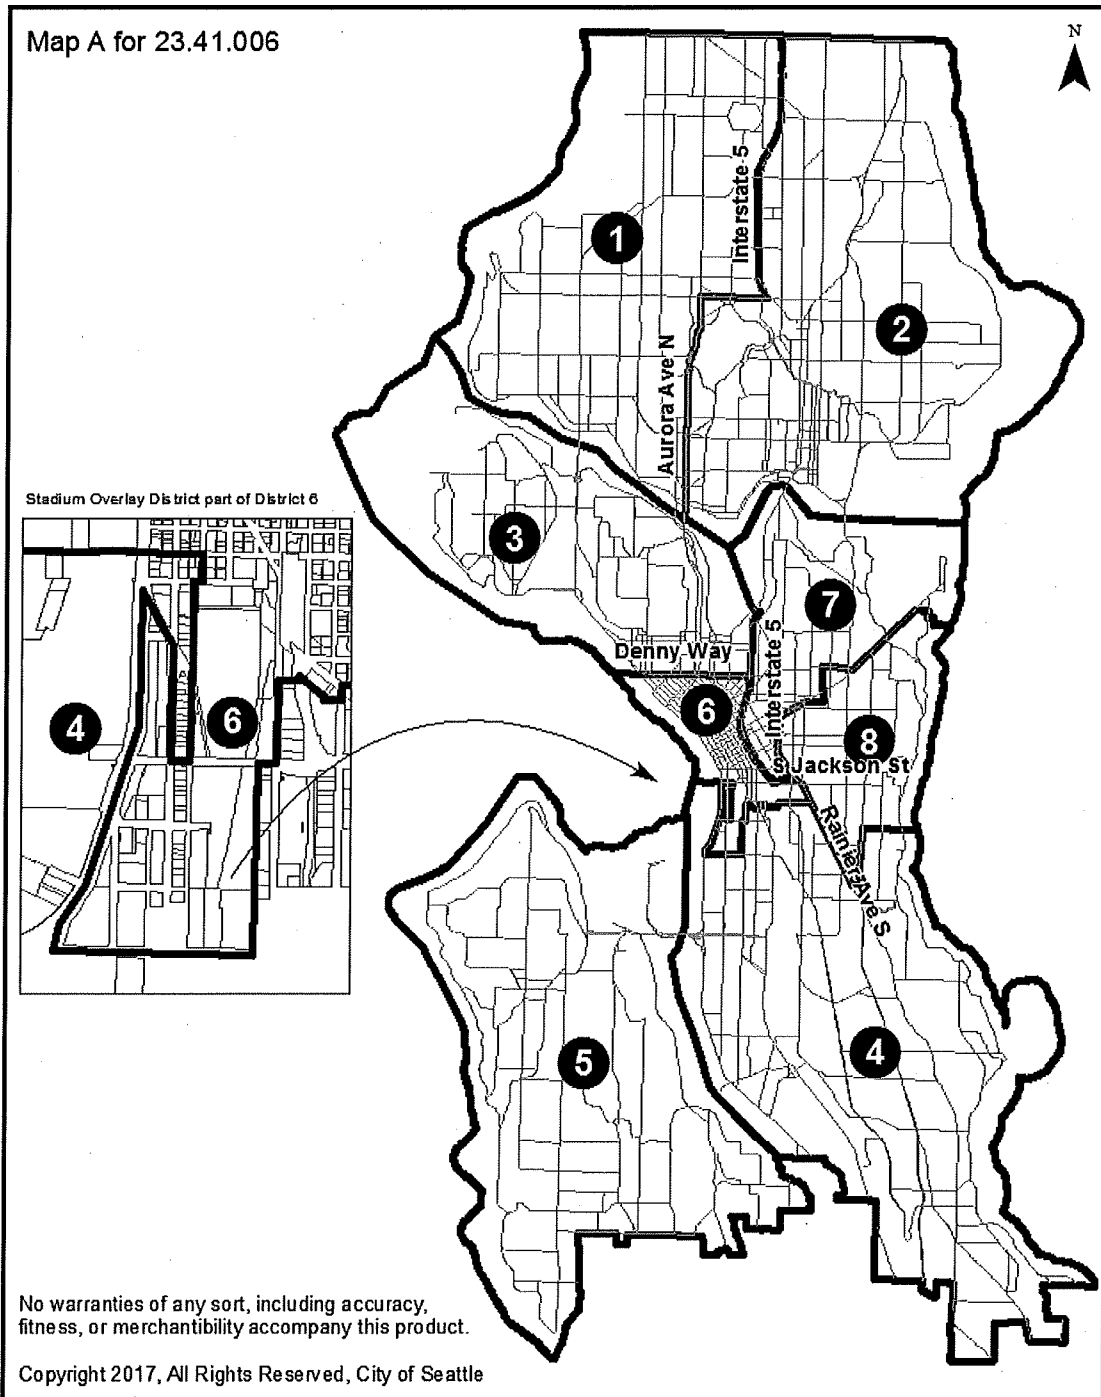 Map A for 23.41.006
N
Interstate 5
1
2
Aurora Ave N
3
Stadium Overlay District part of District 6
4
6
7
Denny Way
Interstate 5
6
8
S Jackson St
Rainier Ave S
4
5
No warranties of any sort, including accuracy,
fitness, or merchantibility accompany this product.
Copyright 2017, All Rights Reserved, City of Seattle